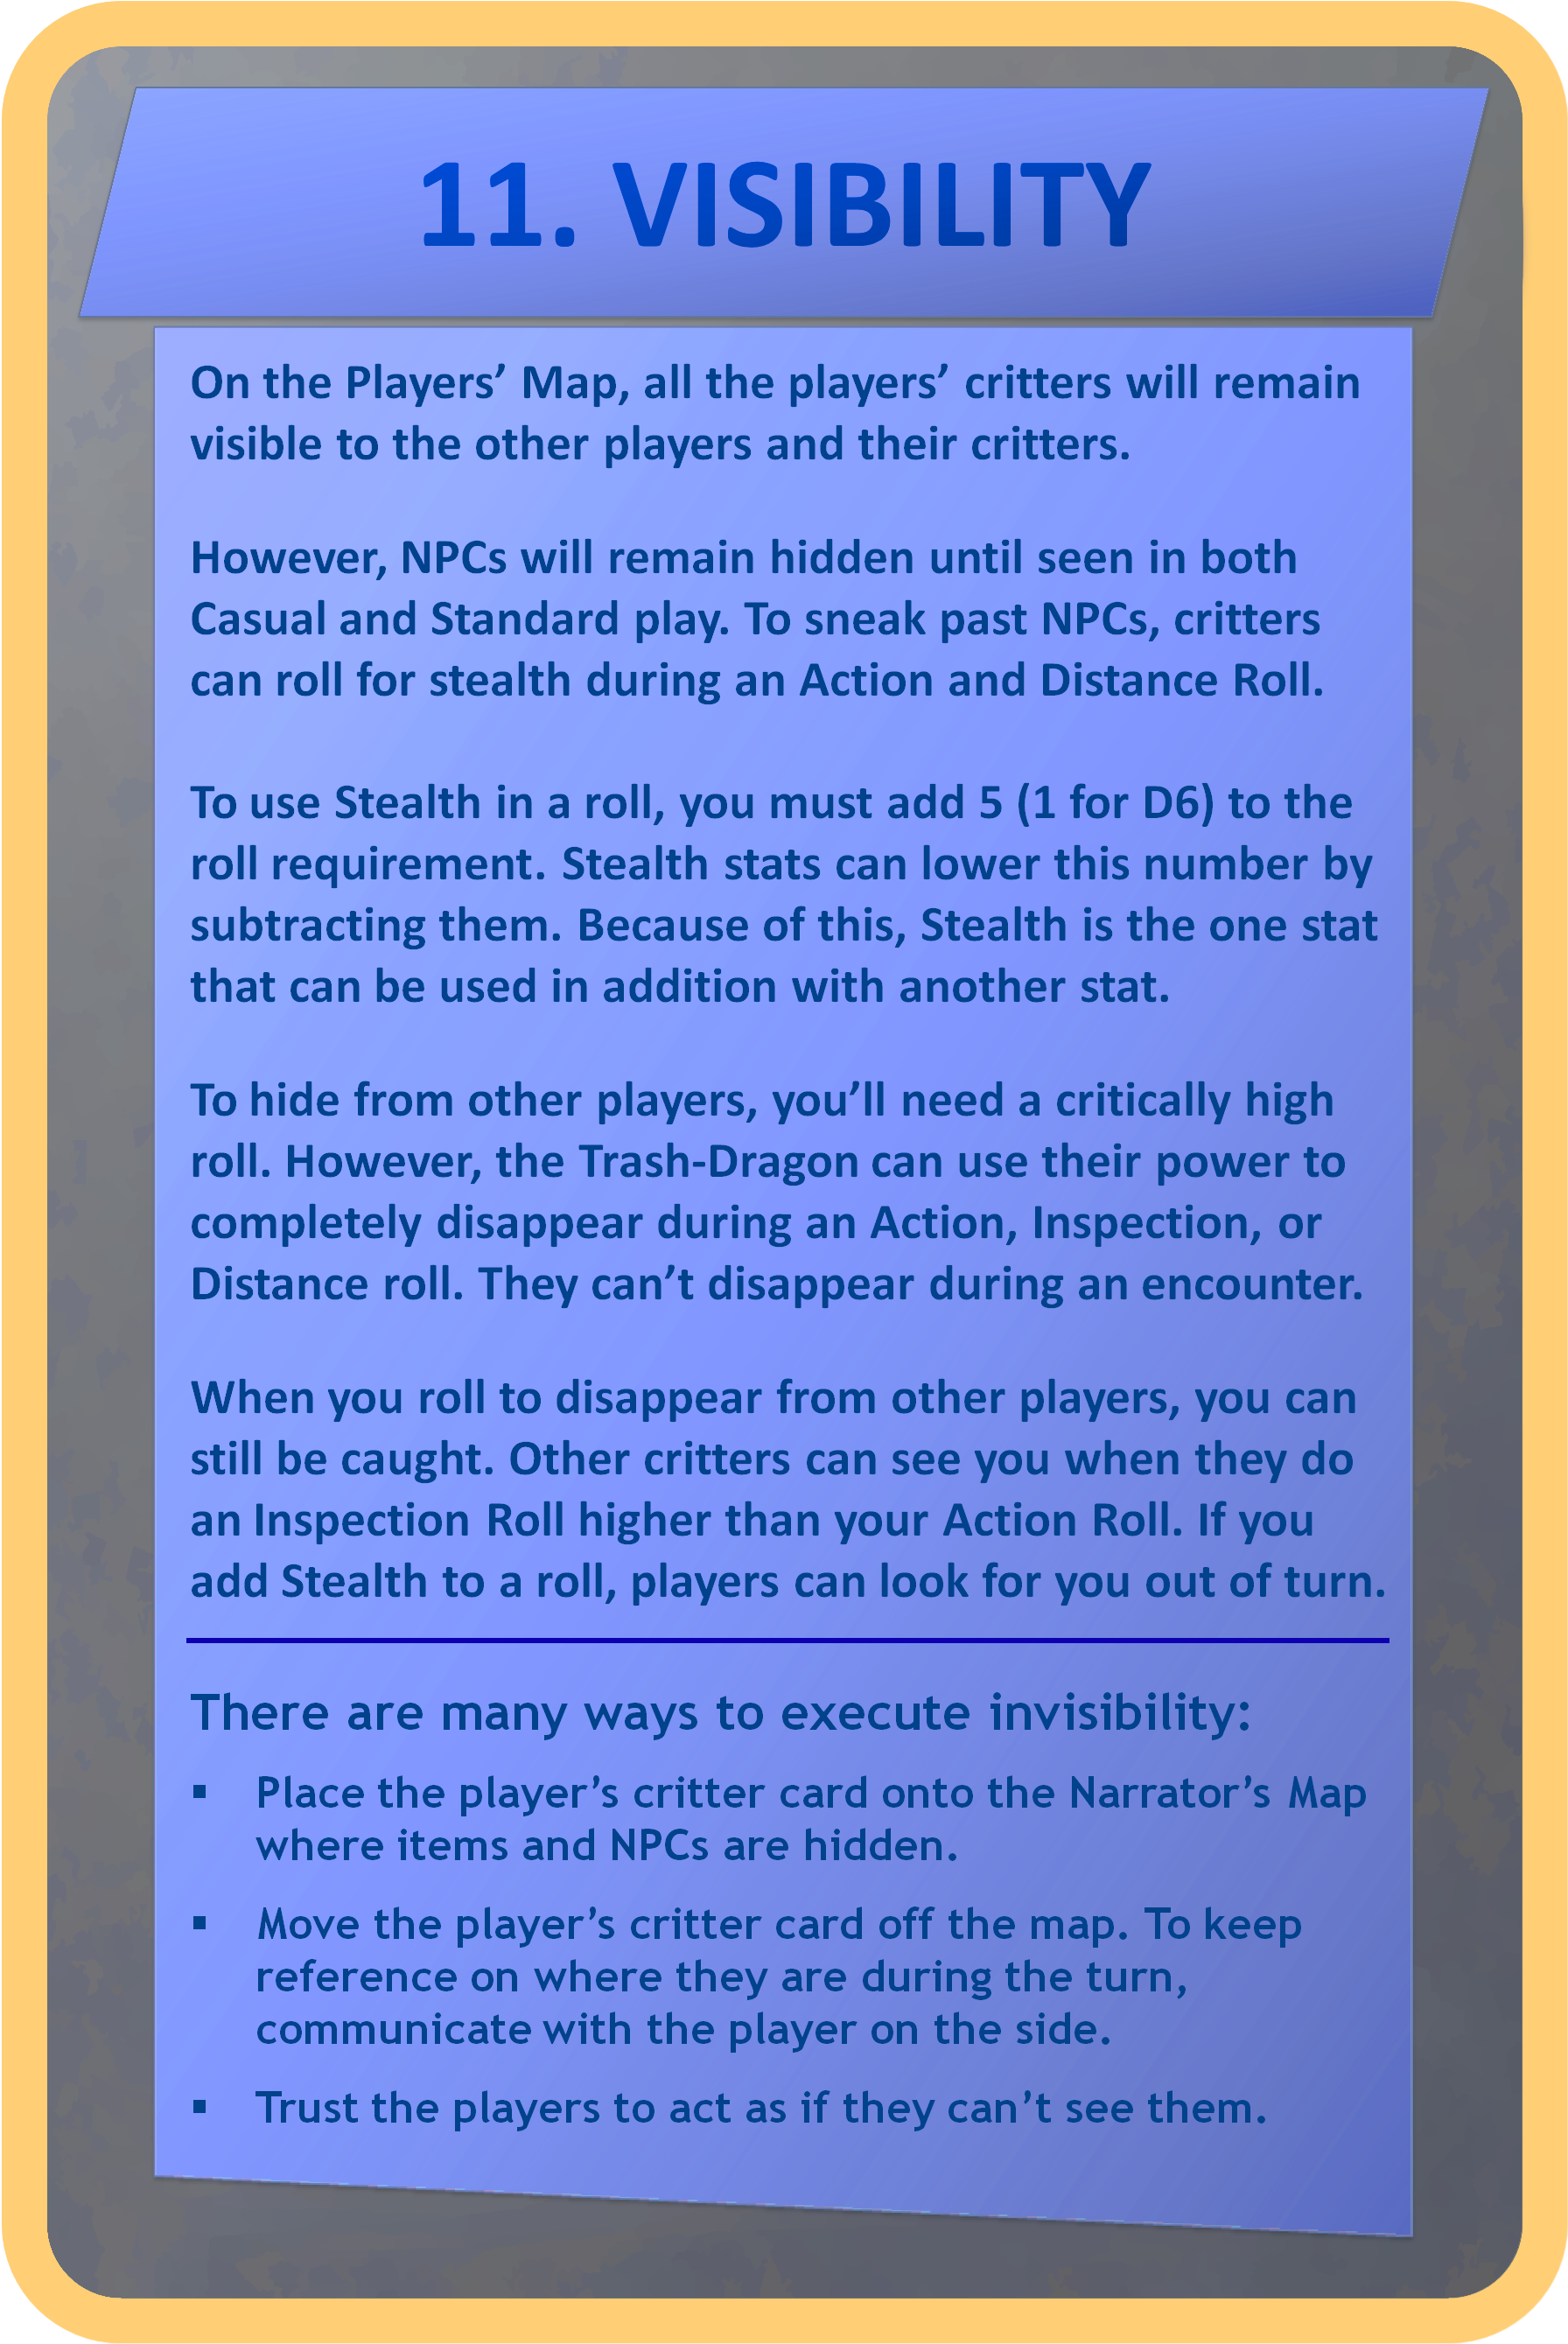 11. VISIBILITY
On the Players’ Map, all the players’ critters will remain
visible to the other players and their critters.
However, NPCs will remain hidden until seen in both
Casual and Standard play. To sneak past NPCs, critters
can roll for stealth during an Action and Distance Roll.
To use Stealth in a roll, you must add 5 (1 for D6) to the
roll requirement. Stealth stats can lower this number by
subtracting them. Because of this, Stealth is the one stat
that can be used in addition with another stat.
To hide from other players, you’ll need a critically high
roll. However, the Trash-Dragon can use their power to
completely disappear during an Action, Inspection, or
Distance roll. They can’t disappear during an encounter.
When you roll to disappear from other players, you can
still be caught. Other critters can see you when they do
an Inspection Roll higher than your Action Roll. If you
add Stealth to a roll, players can look for you out of turn.
There are many ways to execute invisibility:
▪ Place the player’s critter card onto the Narrator’s Map
where items and NPCs are hidden.
▪ Move the player’s critter card off the map. To keep
reference on where they are during the turn,
communicate with the player on the side.
▪ Trust the players to act as if they can’t see them.